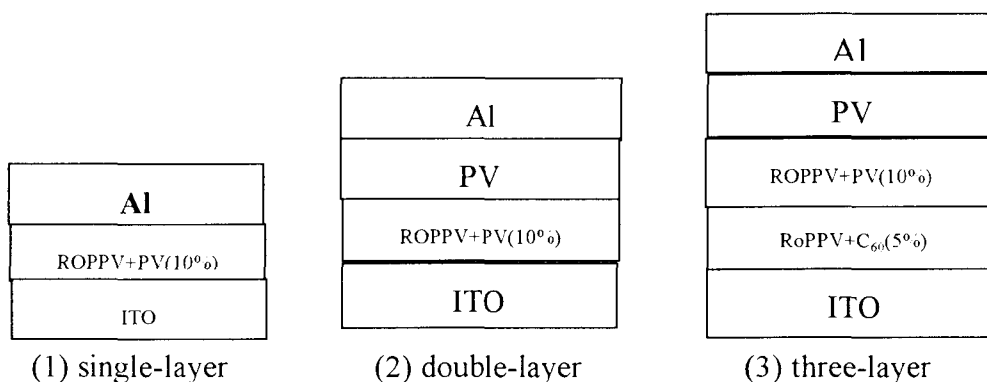 Al
ROPPV+PV(10%)
ITO
(1) single-layer
Al
PV
ROPPV+PV(10%)
ITO
(2) double-layer
Al
PV
ROPPV+PV(10%)
RoPPV+C₆₀(5%)
ITO
(3) three-layer